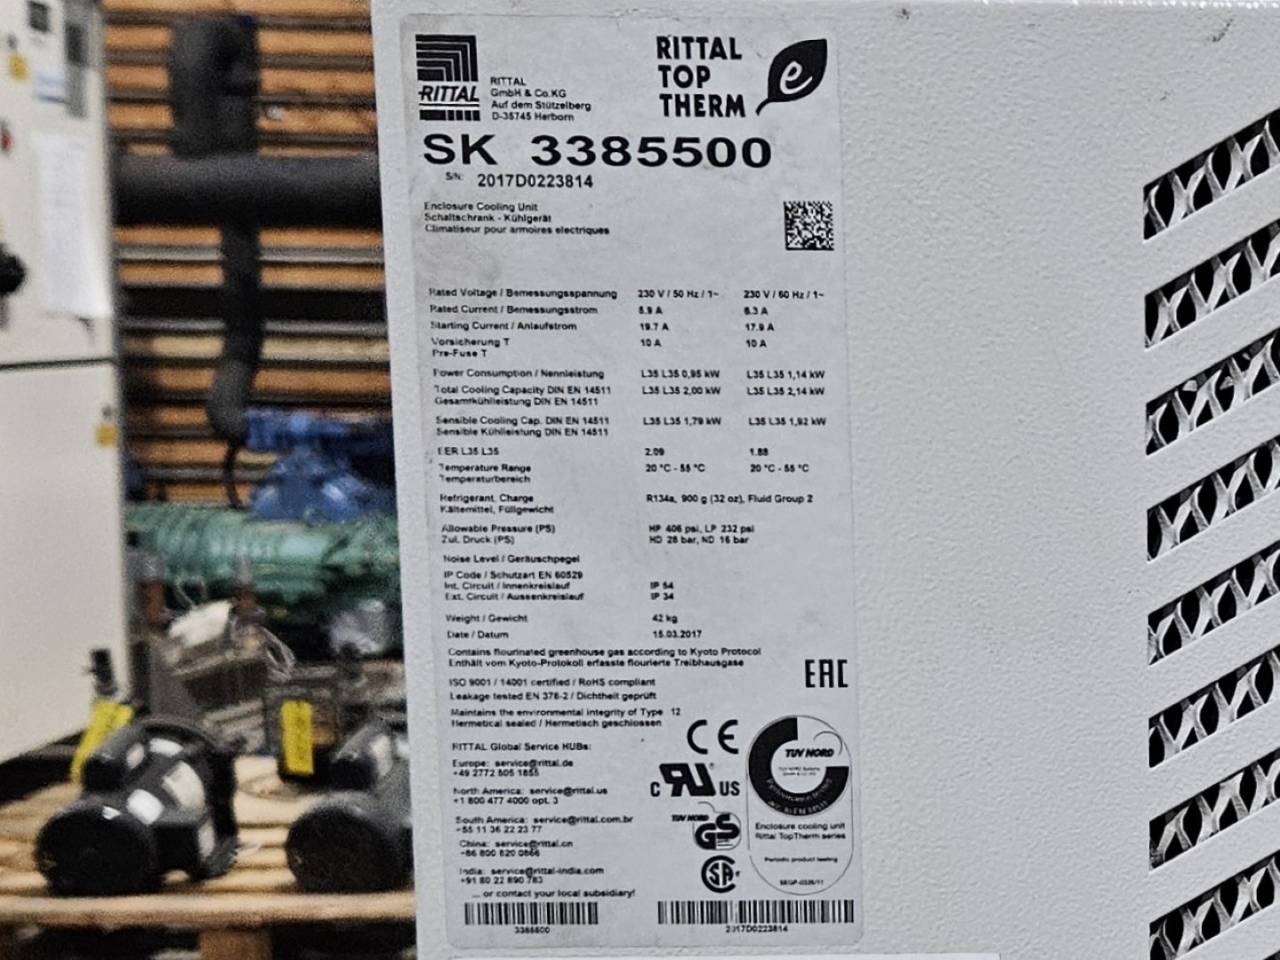 RITTAL
RITTAL
GmbH & Co.KG
Auf dem Stützelberg
D-35745 Herborn
RITTAL
TOP
THERM
e
SK 3385500
S/N: 2017D0223814
Enclosure Cooling Unit
Schaltschrank - Kühlgerät
Climatiseur pour armoires electriques
Rated Voltage / Bemessungsspannung 230 V / 50 Hz / 1~ 230 V / 60 Hz / 1~
Rated Current / Bemessungsstrom 5.9 A 6.3 A
Starting Current / Anlaufstrom 19.7 A 17.9 A
Vorsicherung T 10 A 10 A
Pre-Fuse T
Power Consumption / Nennleistung L35 L35 0,95 kW L35 L35 1,14 kW
Total Cooling Capacity DIN EN 14511 L35 L35 2,00 kW L35 L35 2,14 kW
Gesamtkühlleistung DIN EN 14511
Sensible Cooling Cap. DIN EN 14511 L35 L35 1,79 kW L35 L35 1,92 kW
Sensible Kühlleistung DIN EN 14511
EER L35 L35 2.09 1.88
Temperature Range 20 °C - 55 °C 20 °C - 55 °C
Temperaturbereich
Refrigerant, Charge R134a, 900 g (32 oz), Fluid Group 2
Kältemittel, Füllgewicht
Allowable Pressure (PS) HP 406 psi, LP 232 psi
Zul. Druck (PS) HD 28 bar, ND 16 bar
Noise Level / Geräuschpegel
IP Code / Schutzart EN 60529
Int. Circuit / Innenkreislauf IP 54
Ext. Circuit / Aussenkreislauf IP 34
Weight / Gewicht 42 kg
Date / Datum 15.03.2017
Contains flourinated greenhouse gas according to Kyoto Protocol
Enthält vom Kyoto-Protokoll erfasste flourierte Treibhausgase
EAC
ISO 9001 / 14001 certified / RoHS compliant
Leakage tested EN 378-2 / Dichtheit geprüft
Maintains the environmental integrity of Type 12
Hermetical sealed / Hermetisch geschlossen
CE
RITTAL Global Service HUBs:
Europe: service@rittal.de
+49 2772 505 1855
North America: service@rittal.us
+1 800 477 4000 opt. 3
South America: service@rittal.com.br
+55 11 36 22 23 77
China: service@rittal.cn
+86 800 820 0866
India: service@rittal-india.com
+91 80 22 890 783
... or contact your local subsidiary!
C RU US
TÜV NORD
GS
SA
TÜV NORD
Enclosure cooling unit
Rittal TopTherm series
Periodic product testing
3385500
2017D0223814